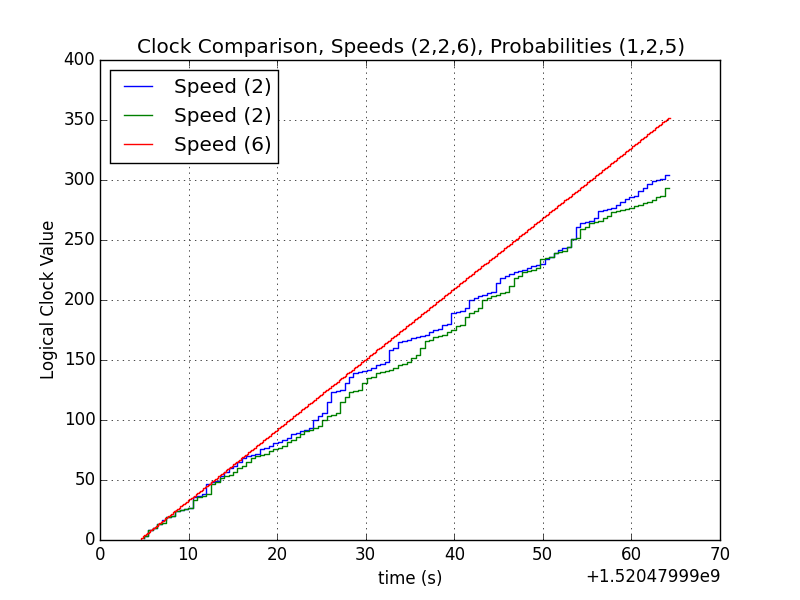 Clock Comparison, Speeds (2,2,6), Probabilities (1,2,5)
400
350
300
250
200
150
100
50
0
Logical Clock Value
Speed (2)
Speed (2)
Speed (6)
0 10 20 30 40 50 60 70
time (s)
+1.52047999e9